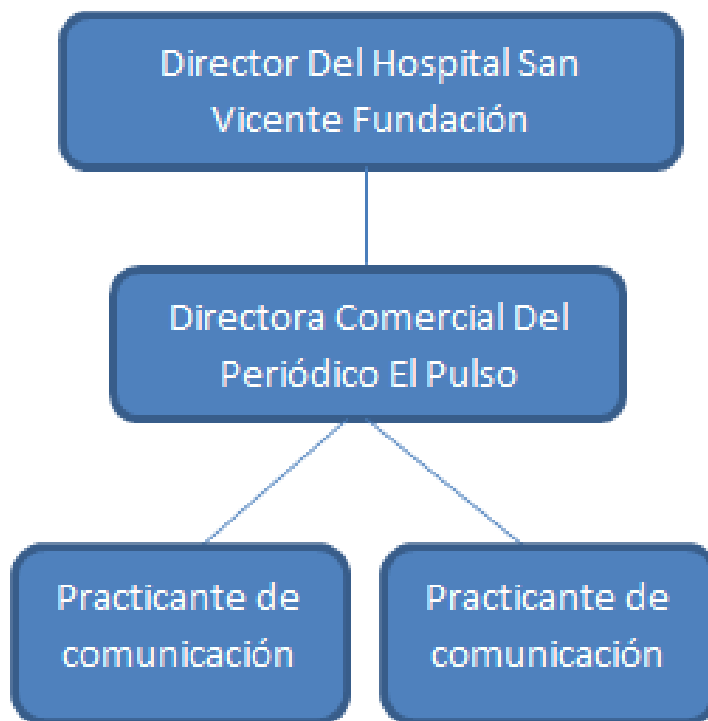 Director Del Hospital San
Vicente Fundación
Directora Comercial Del
Periódico El Pulso
Practicante de
comunicación
Practicante de
comunicación